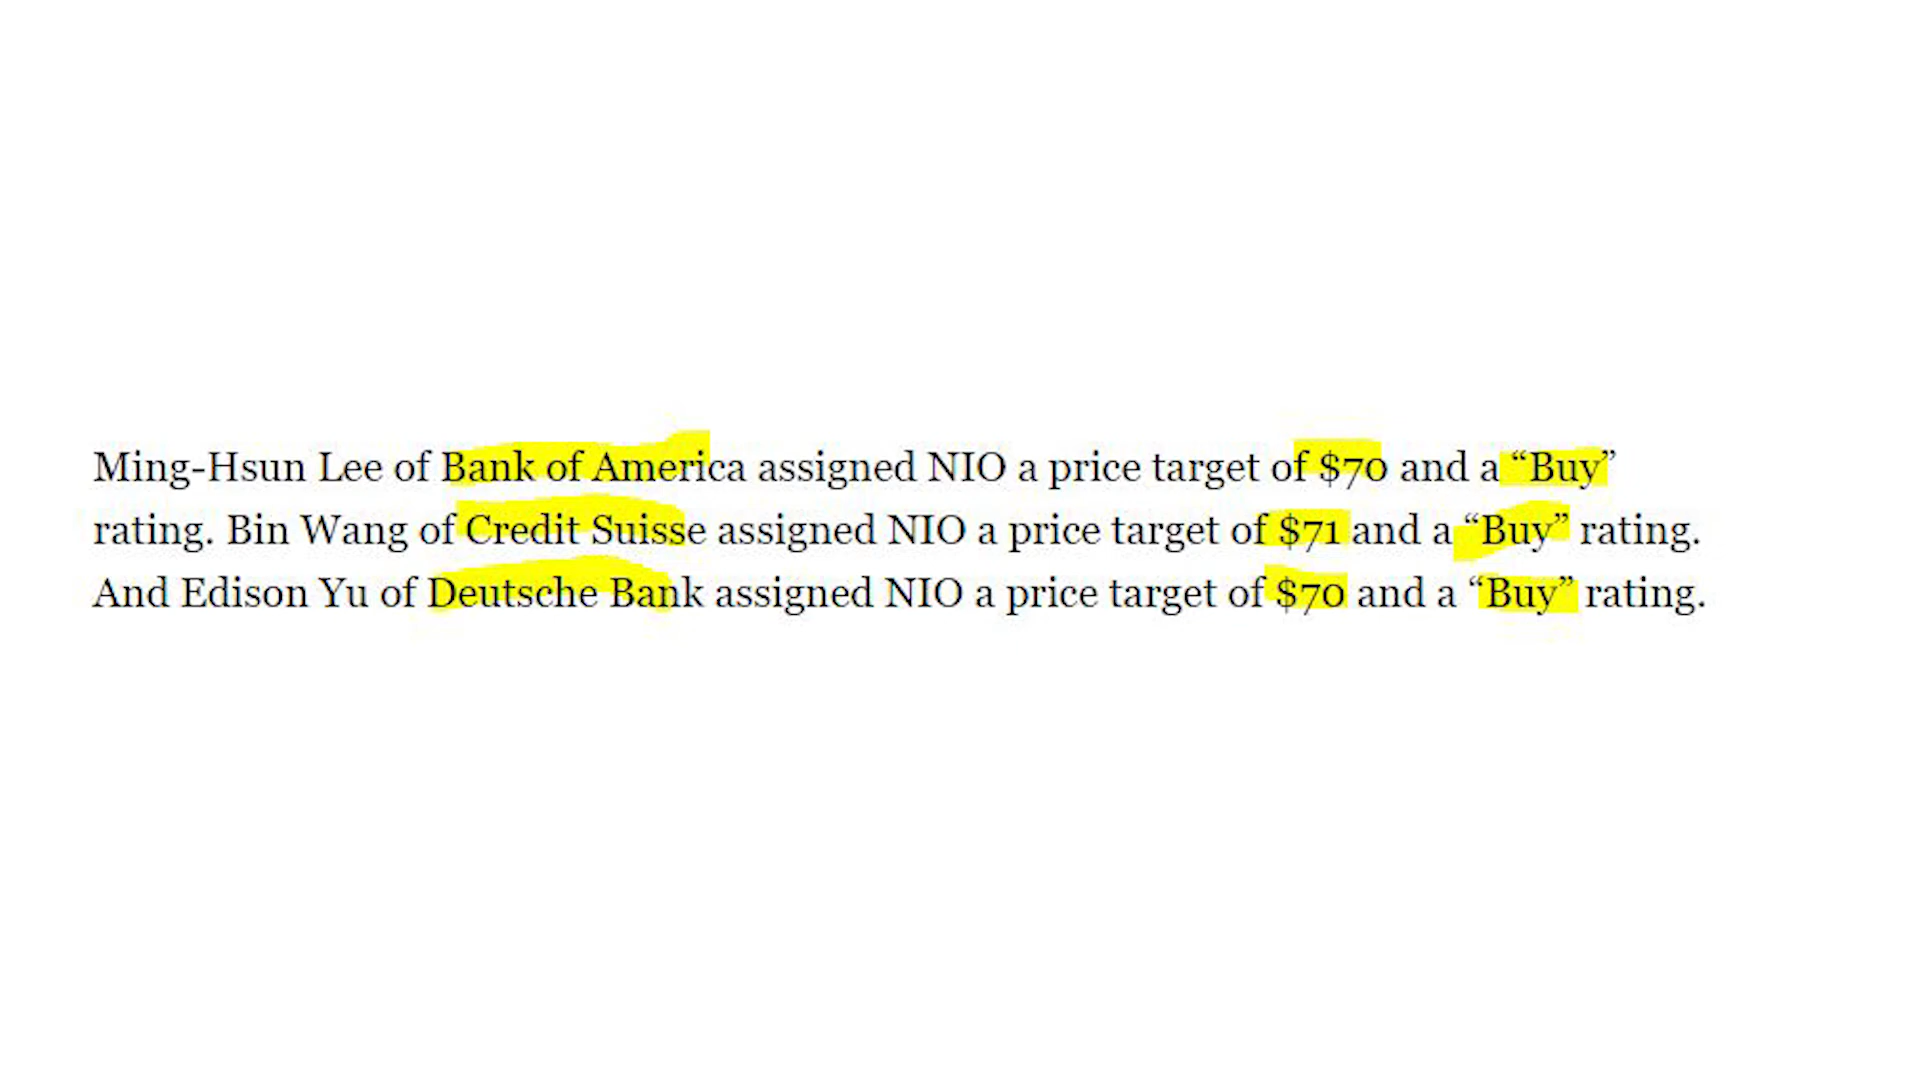 Ming-Hsun Lee of Bank of America assigned NIO a price target of $70 and a “Buy”
rating. Bin Wang of Credit Suisse assigned NIO a price target of $71 and a “Buy” rating.
And Edison Yu of Deutsche Bank assigned NIO a price target of $70 and a “Buy” rating.